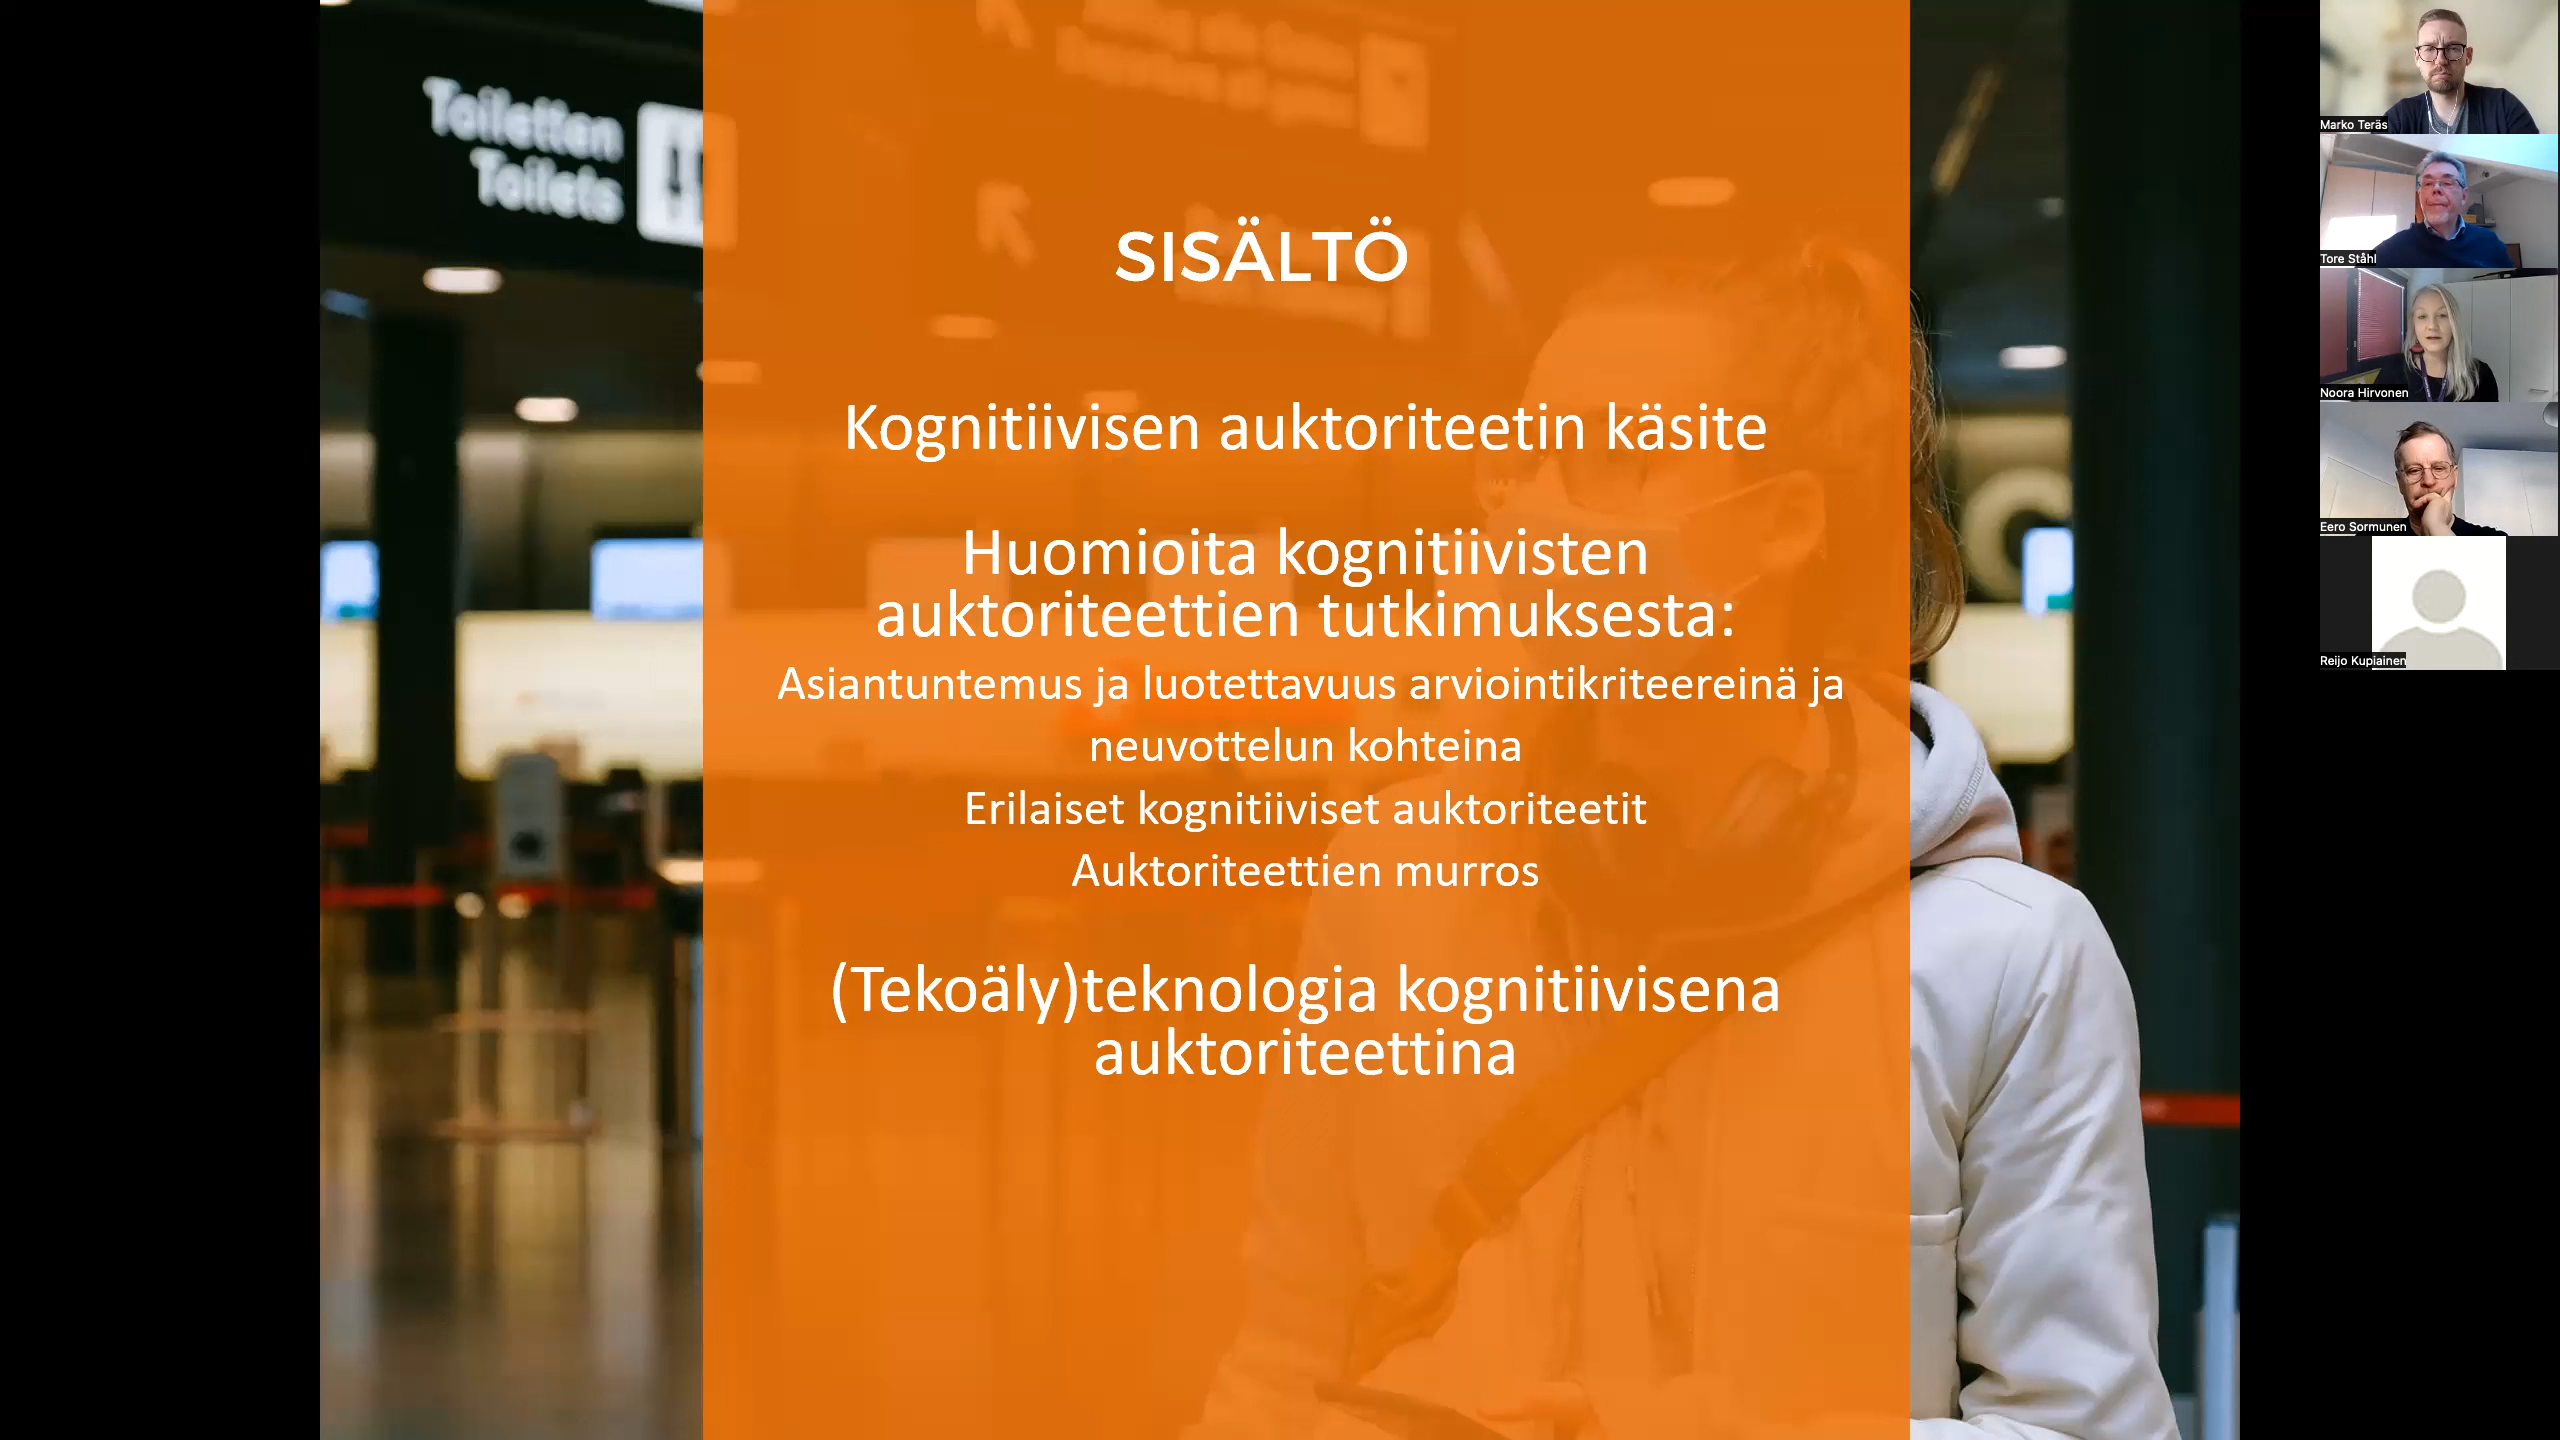 Toiletten
Toilets
SISÄLTÖ
Kognitiivisen auktoriteetin käsite
Huomioita kognitiivisten
auktoriteettien tutkimuksesta:
Asiantuntemus ja luotettavuus arviointikriteereinä ja
neuvottelun kohteina
Erilaiset kognitiiviset auktoriteetit
Auktoriteettien murros
(Tekoäly)teknologia kognitiivisena
auktoriteettina
Marko Teräs
Tore Ståhl
Noora Hirvonen
Eero Sormunen
Reijo Kupiainen